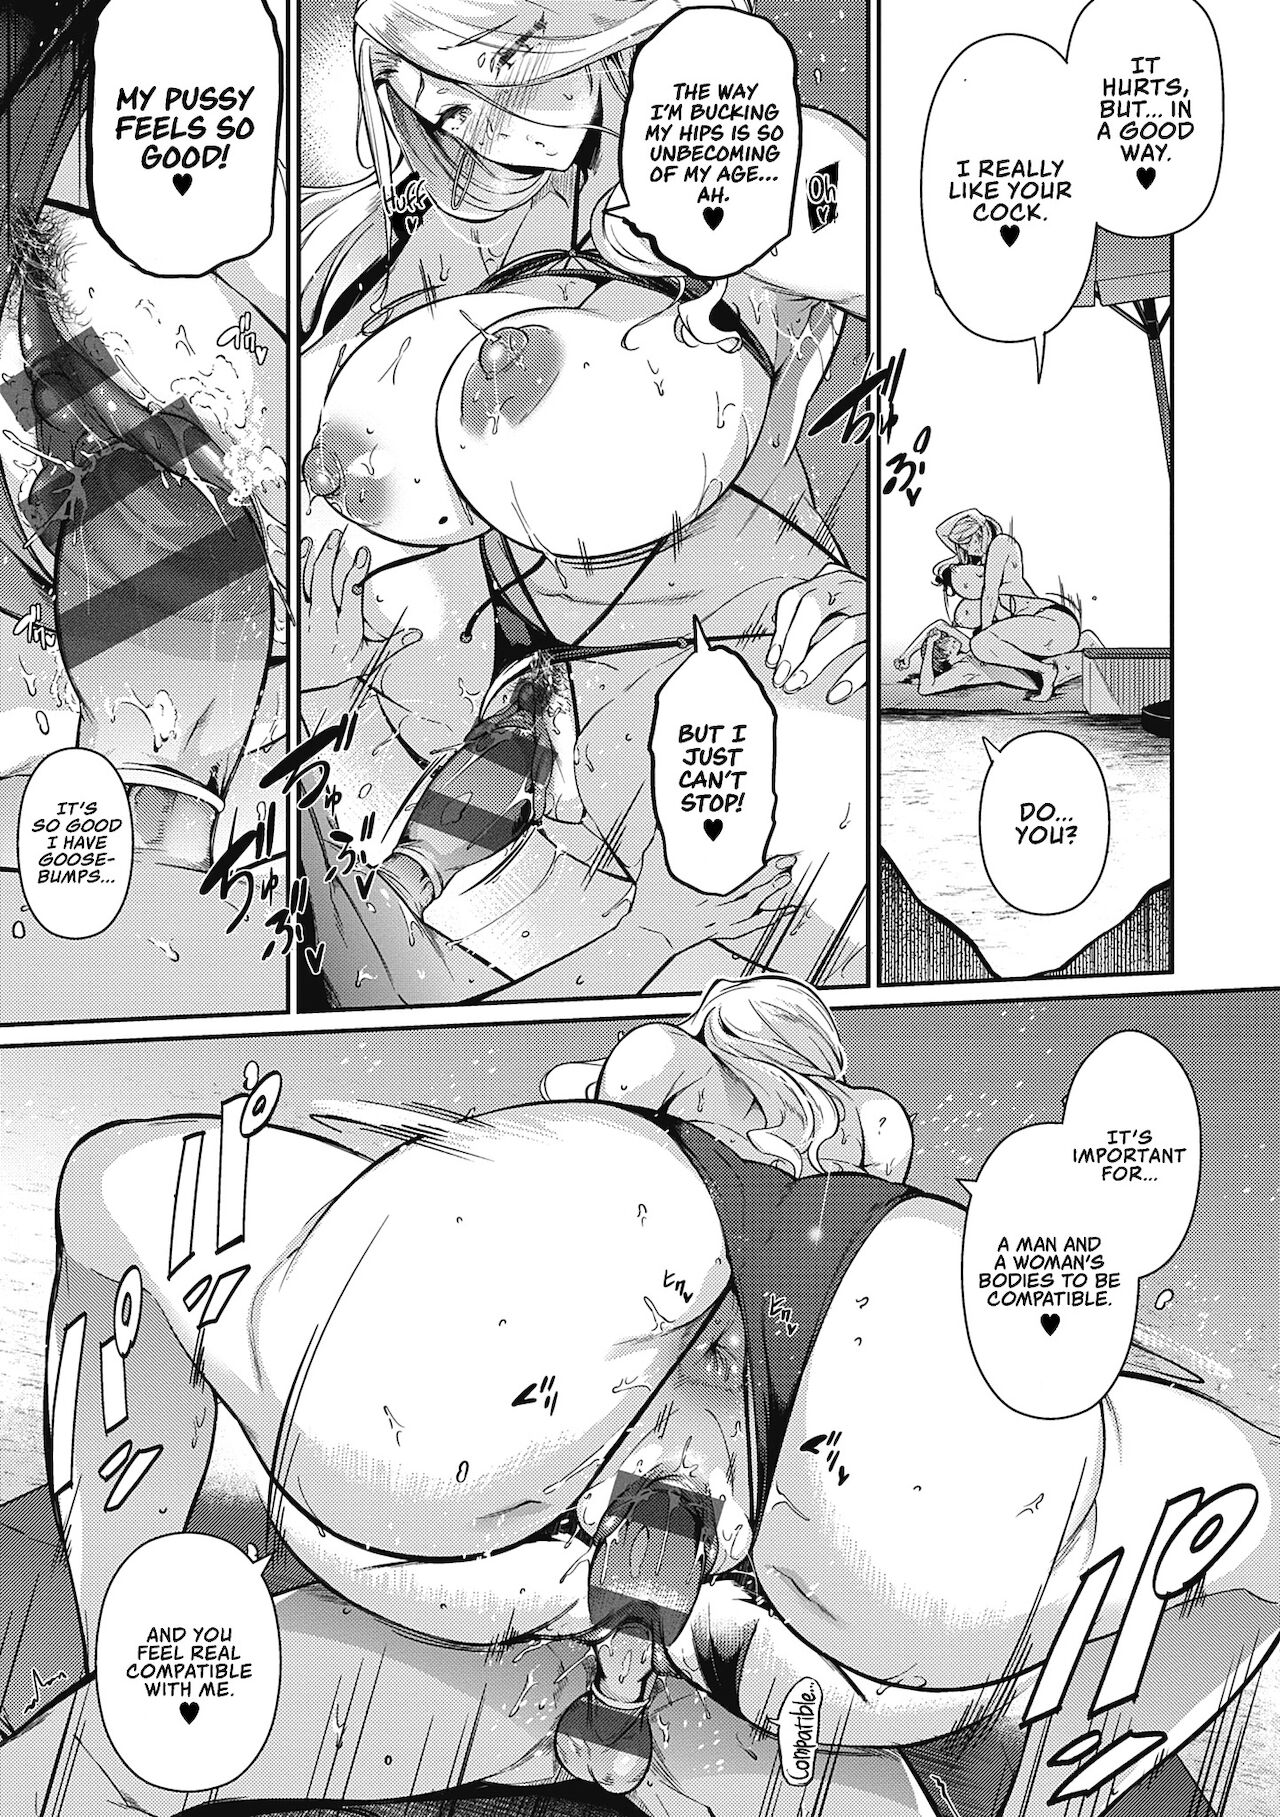 IT
HURTS,
BUT... IN
A GOOD
WAY.
♥
I REALLY
LIKE YOUR
COCK.
♥
DO...
YOU?
THE WAY
I'M BUCKING
MY HIPS IS SO
UNBECOMING
OF MY AGE...
AH.
♥
Oh
Huff
BUT I
JUST
CAN'T
STOP!
♥
MY PUSSY
FEELS SO
GOOD!
♥
IT'S
SO GOOD
I HAVE
GOOSE-
BUMPS...
IT'S
IMPORTANT
FOR...
A MAN AND
A WOMAN'S
BODIES TO BE
COMPATIBLE.
♥
AND YOU
FEEL REAL
COMPATIBLE
WITH ME.
♥
Compatible...